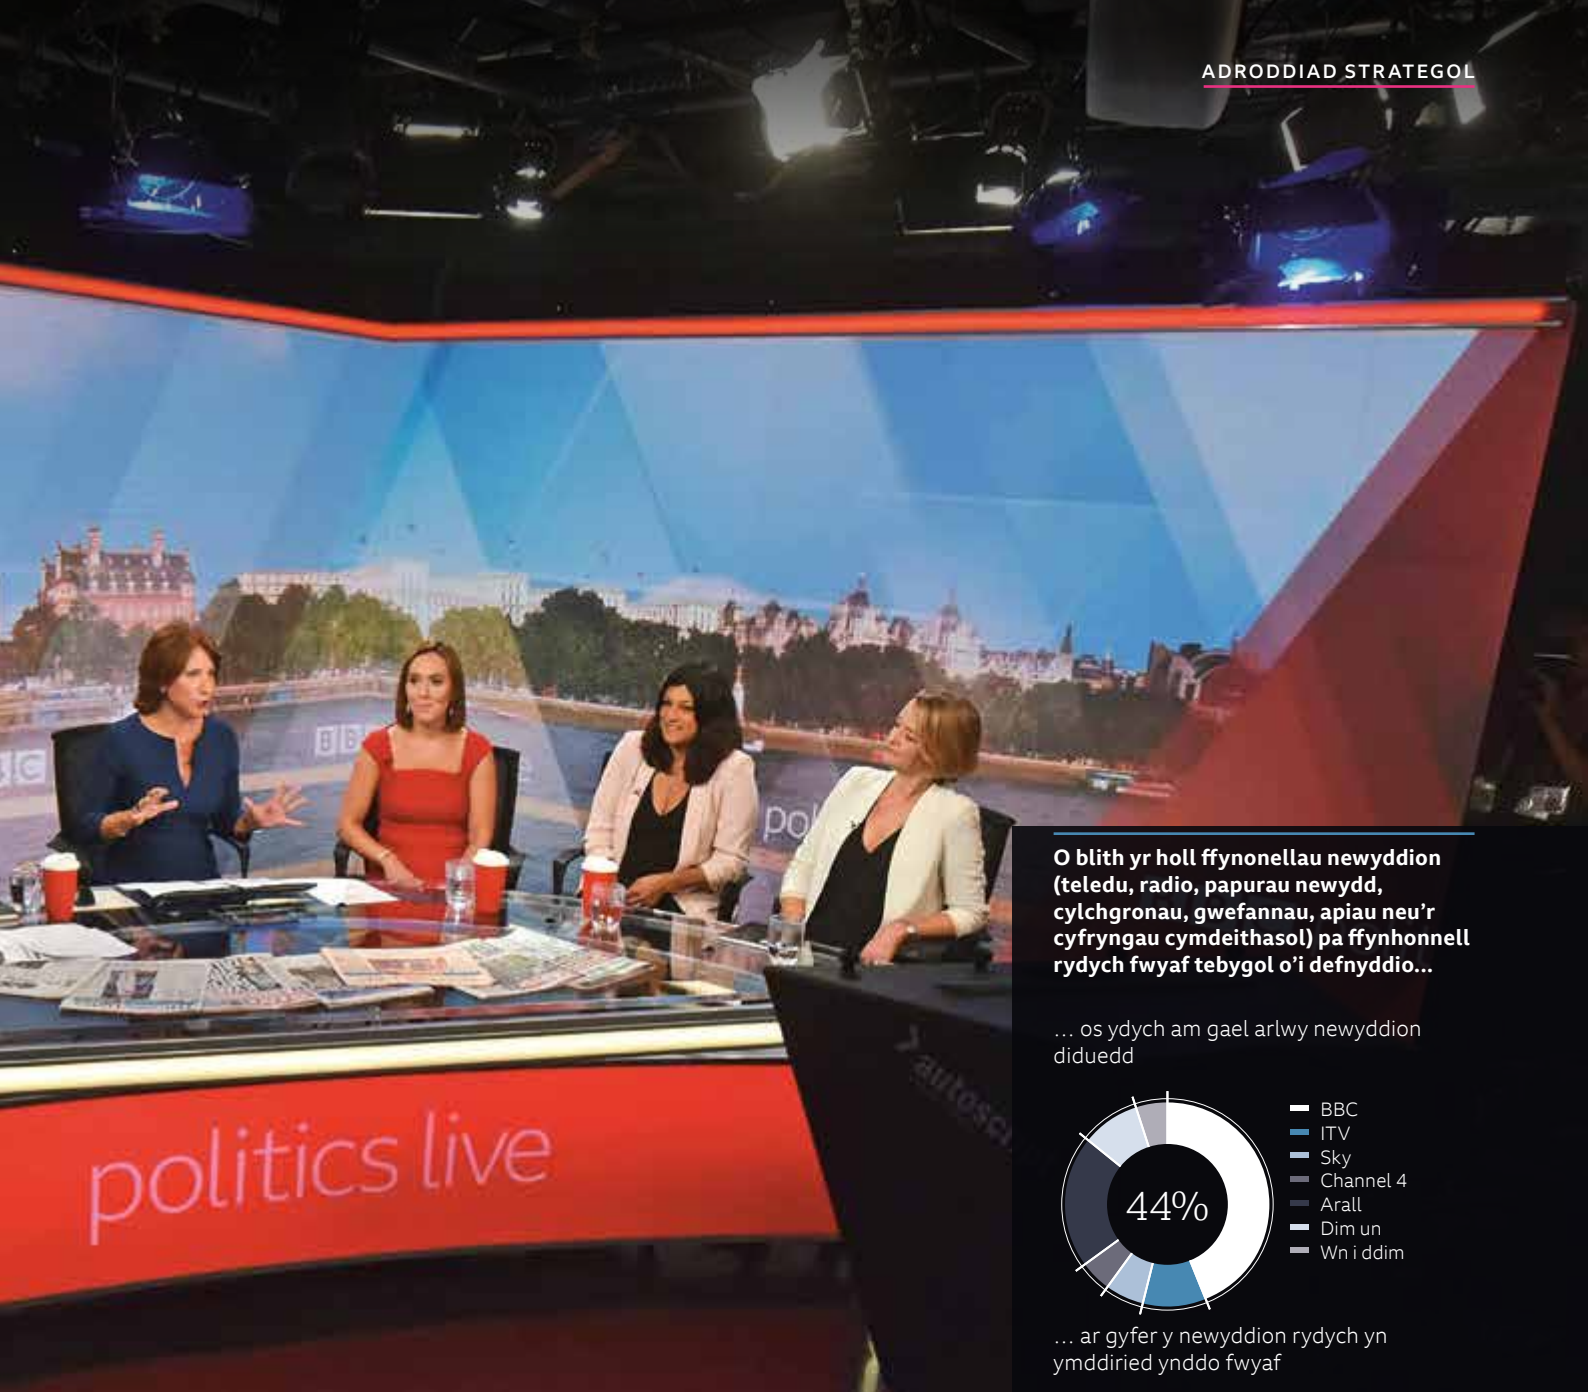 ADRODDIAD STRATEGOL
BBC
politics live
O blith yr holl ffynonellau newyddion
(teledu, radio, papurau newydd,
cylchgronau, gwefannau, apiau neu’r
cyfryngau cymdeithasol) pa ffynhonnell
rydych fwyaf tebygol o’i defnyddio...
... os ydych am gael arlwy newyddion
diduedd
44%
BBC
ITV
Sky
Channel 4
Arall
Dim un
Wn i ddim
... ar gyfer y newyddion rydych yn
ymddiried ynddo fwyaf